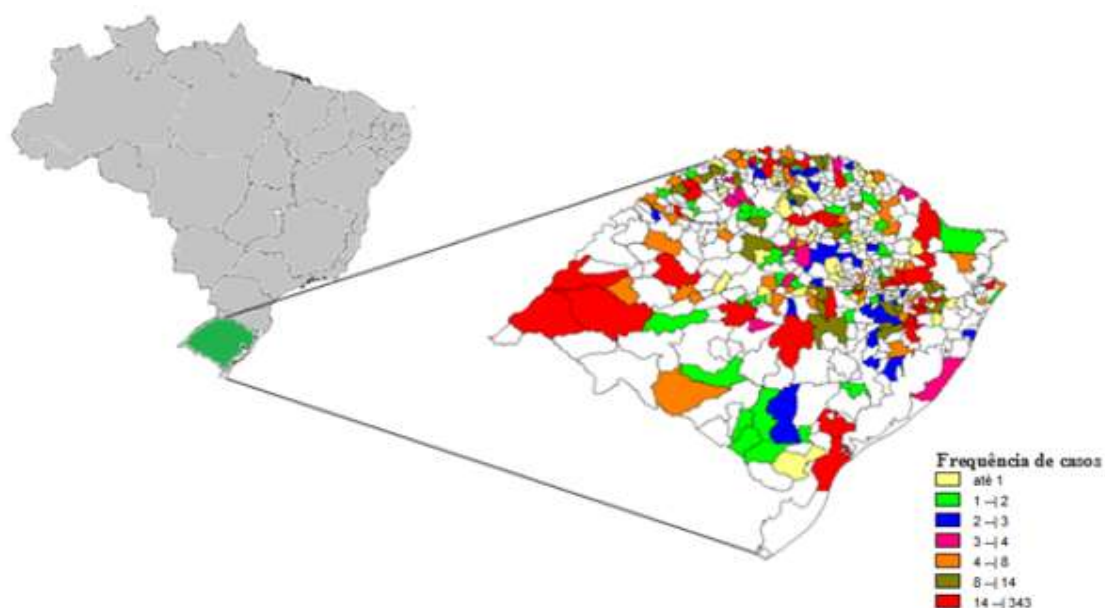 Frequência de casos
até 1
1 --| 2
2 --| 3
3 --| 4
4 --| 8
8 --| 14
14 --| 343